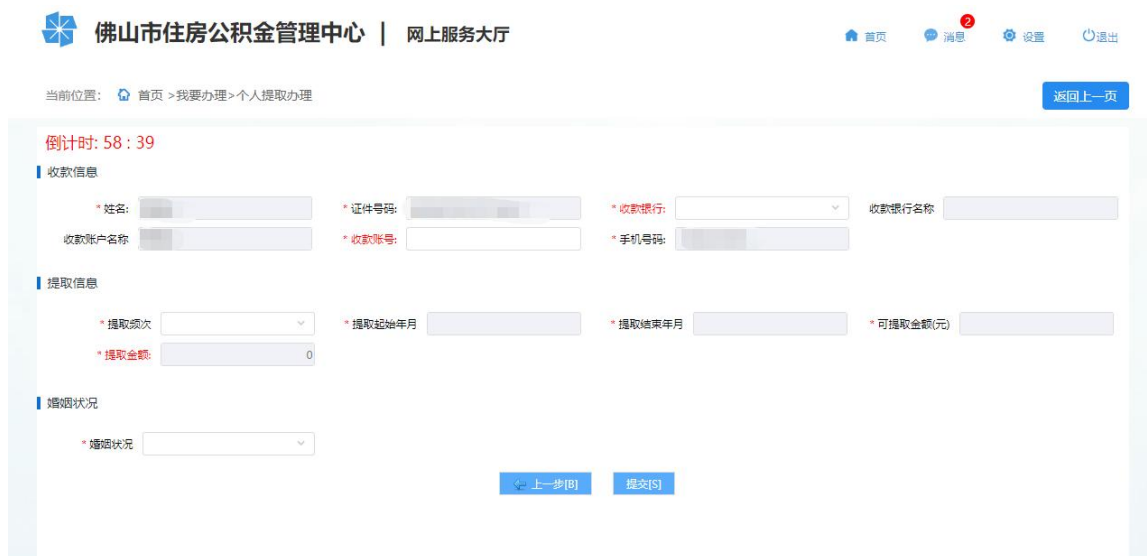 佛山市住房公积金管理中心 | 网上服务大厅
首页 消息 2 设置 退出
当前位置: 首页 >我要办理>个人提取办理 返回上一页
倒计时: 58 : 39
收款信息
* 姓名: * 证件号码: * 收款银行: 收款银行名称
收款账户名称 * 收款账号: * 手机号码:
提取信息
* 提取频次 * 提取起始年月 * 提取结束年月 * 可提取金额(元)
* 提取金额: 0
婚姻状况
* 婚姻状况
上一步[B] 提交[S]